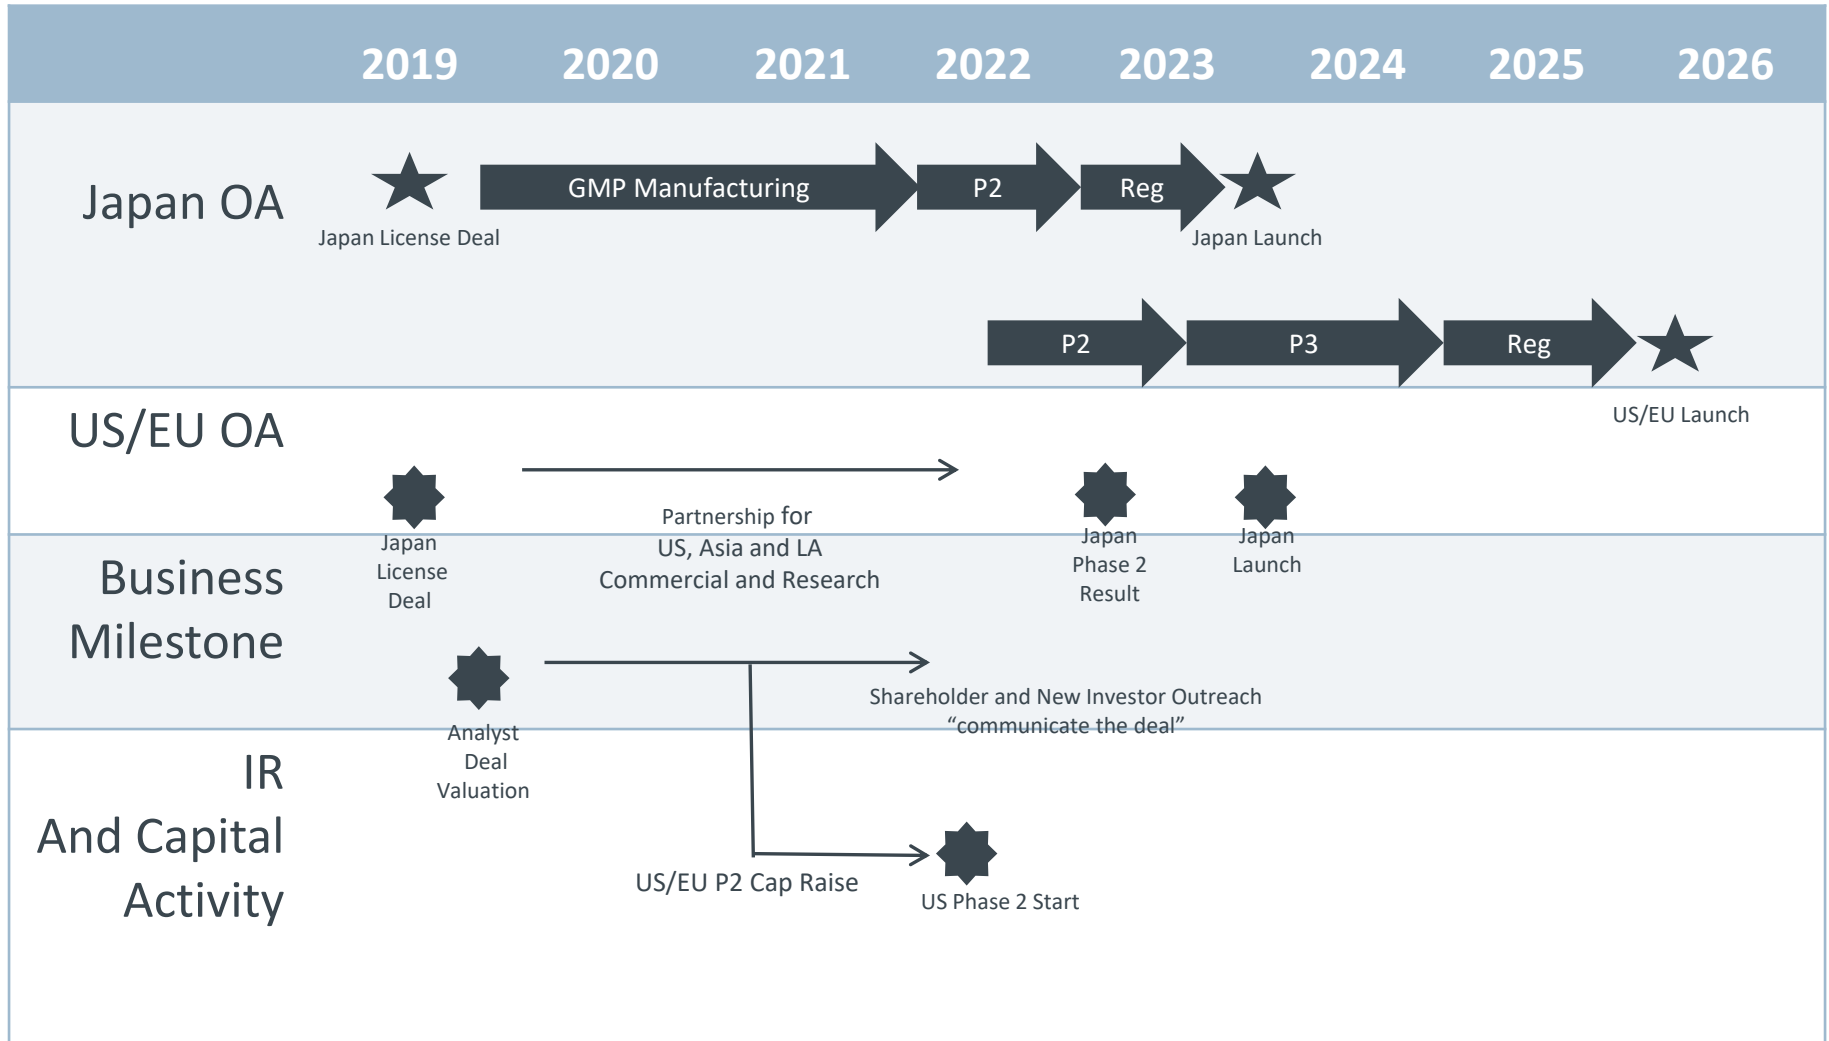 2019 2020 2021 2022 2023 2024 2025 2026
Japan OA
GMP Manufacturing
P2
Reg
Japan License Deal
Japan Launch
P2
P3
Reg
US/EU OA
US/EU Launch
Partnership for
US, Asia and LA
Commercial and Research
Japan
License
Deal
Japan
Phase 2
Result
Japan
Launch
Business
Milestone
Shareholder and New Investor Outreach
“communicate the deal”
Analyst
Deal
Valuation
IR
And Capital
Activity
US/EU P2 Cap Raise
US Phase 2 Start